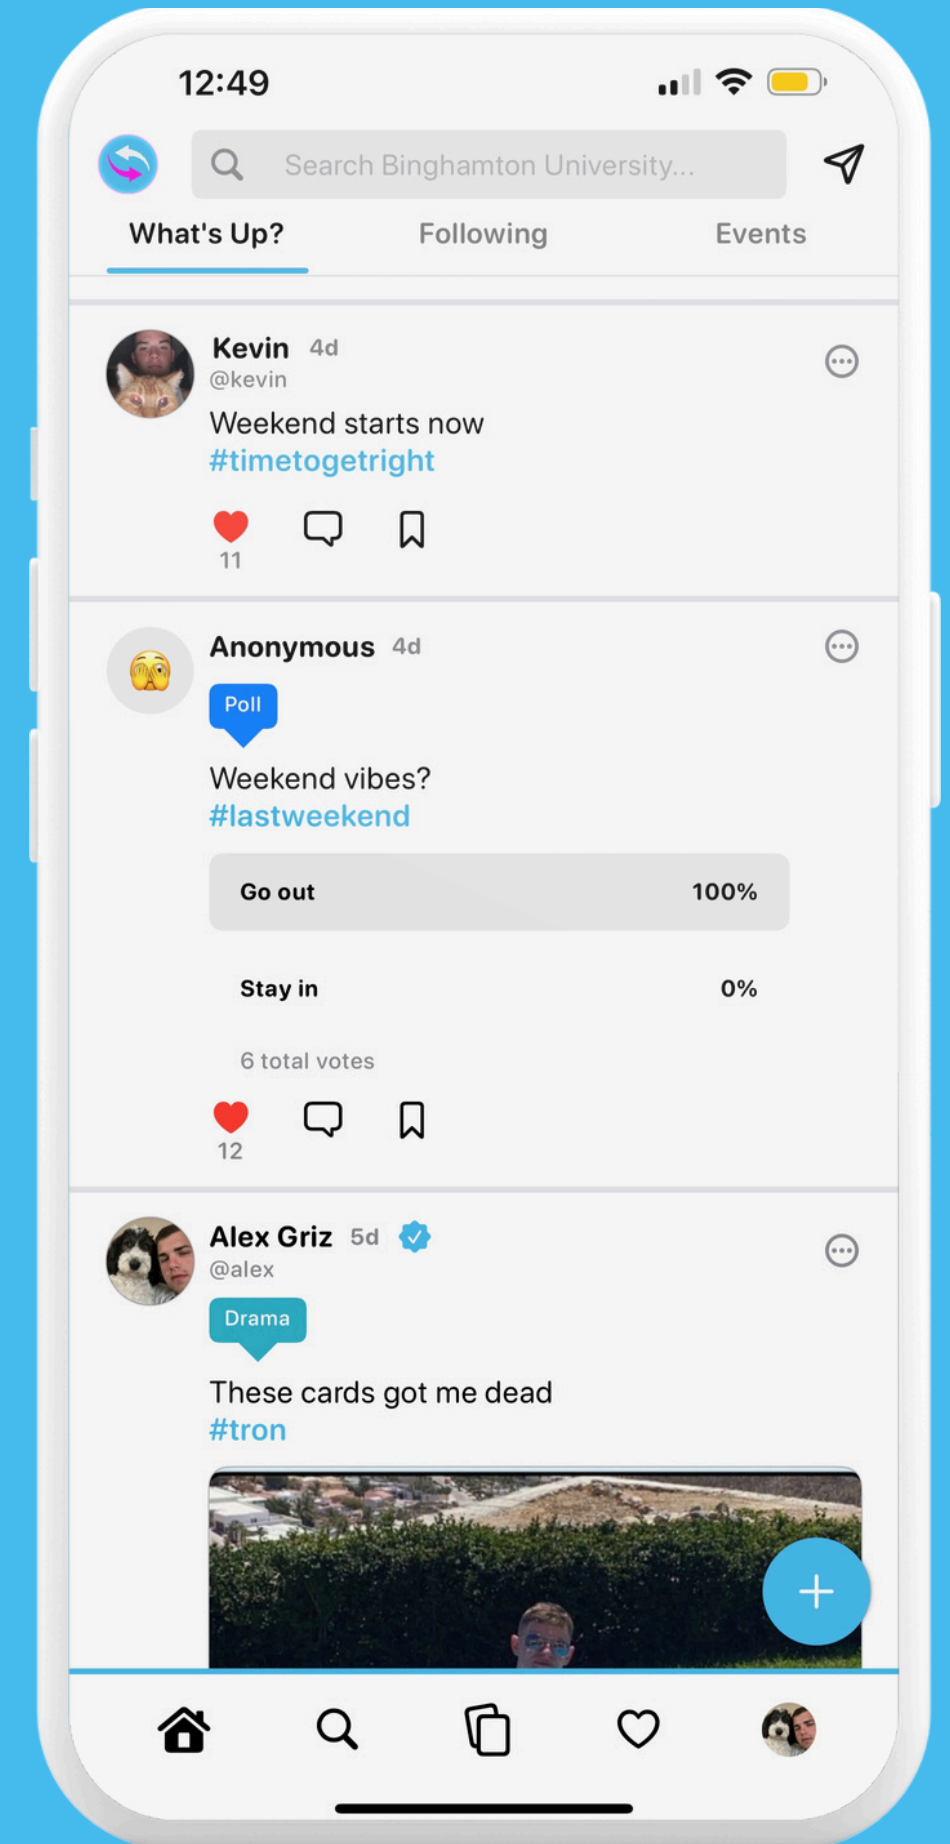 12:49
Search Binghamton University...
What's Up? Following Events
Kevin 4d
@kevin
Weekend starts now
#timetogetright
11
Anonymous 4d
Poll
Weekend vibes?
#lastweekend
Go out 100%
Stay in 0%
6 total votes
12
Alex Griz 5d
@alex
Drama
These cards got me dead
#tron